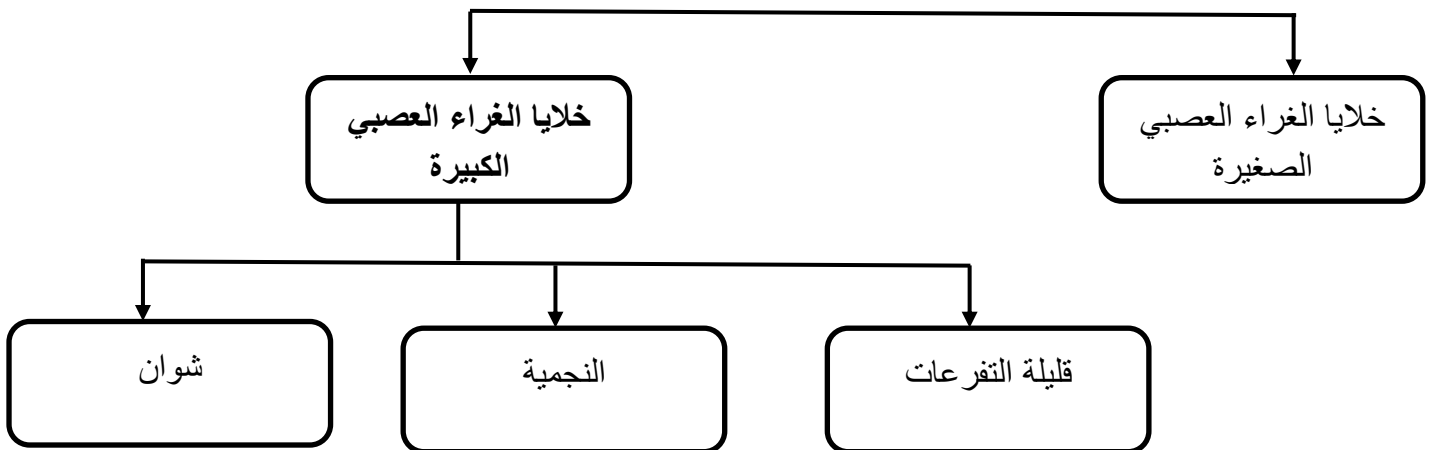 خلايا الغراء العصبي
الصغيرة
خلايا الغراء العصبي
الكبيرة
قليلة التفرعات
النجمية
شوان